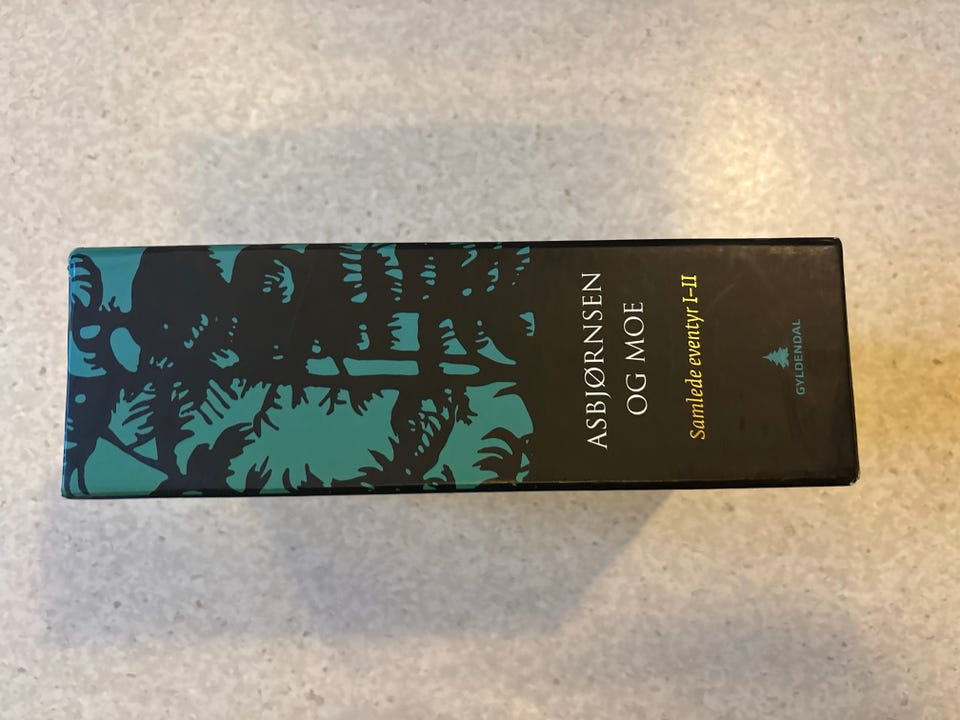 ASBJØRNSEN
OG MOE
Samlede eventyr I–II
GYLDENDAL